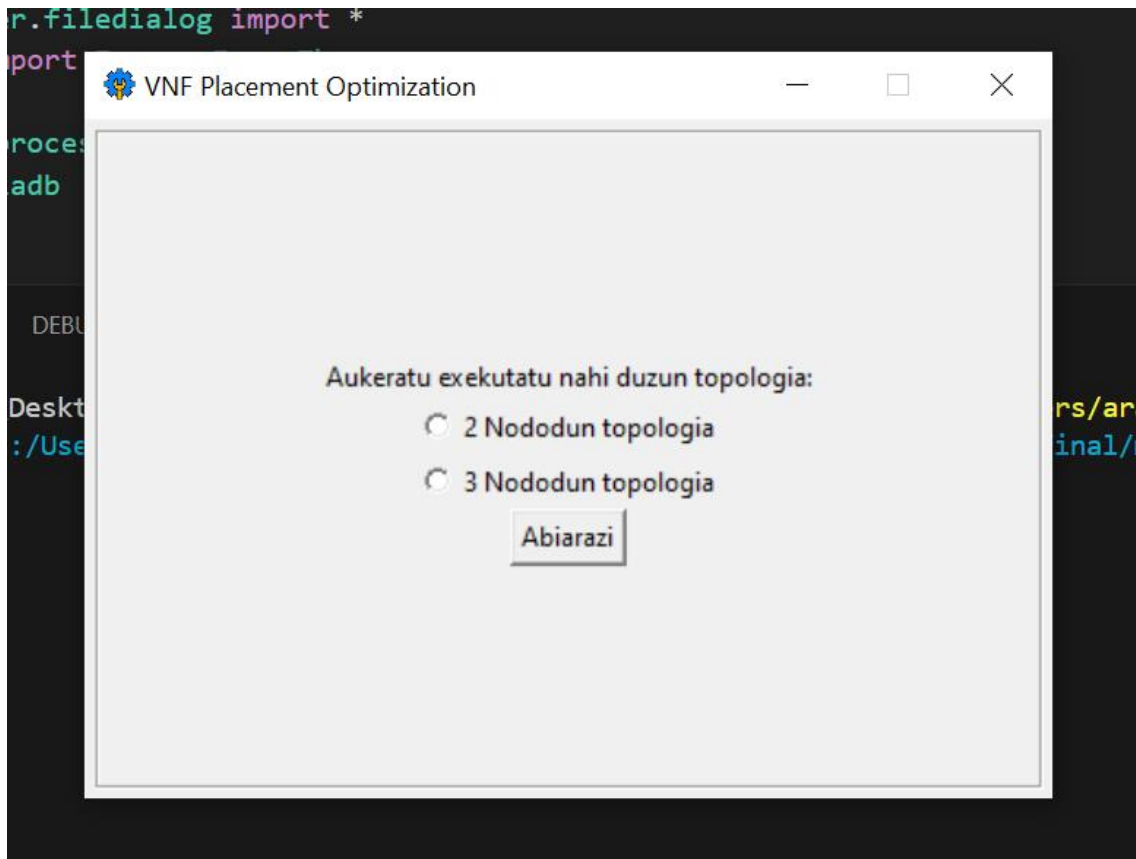 r.filedialog import *
port
VNF Placement Optimization
roces
adb
DEBU
Aukeratu exekutatu nahi duzun topologia:
Deskt
rs/ar
2 Nododun topologia
:/Use
inal/
3 Nododun topologia
Abiarazi